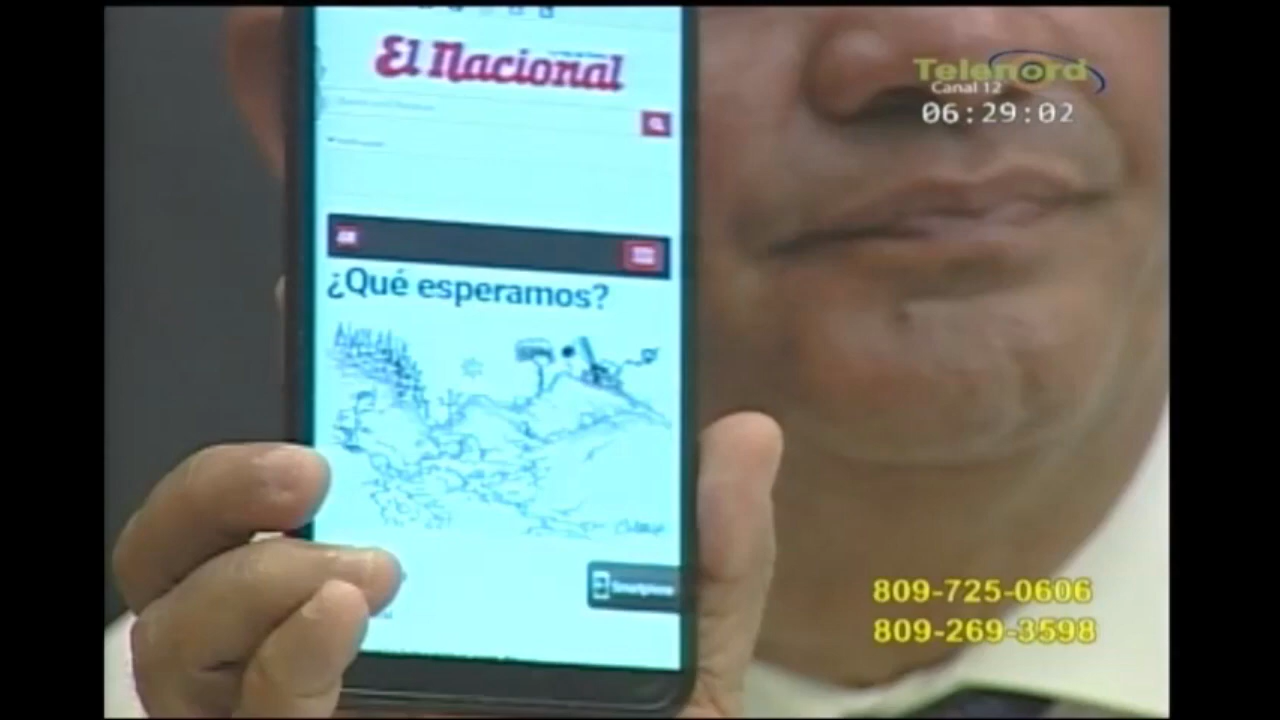 El Nacional
Telenord
Canal 12
06:29:02
¿Qué esperamos?
Smartphone
809-725-0606
809-269-3598